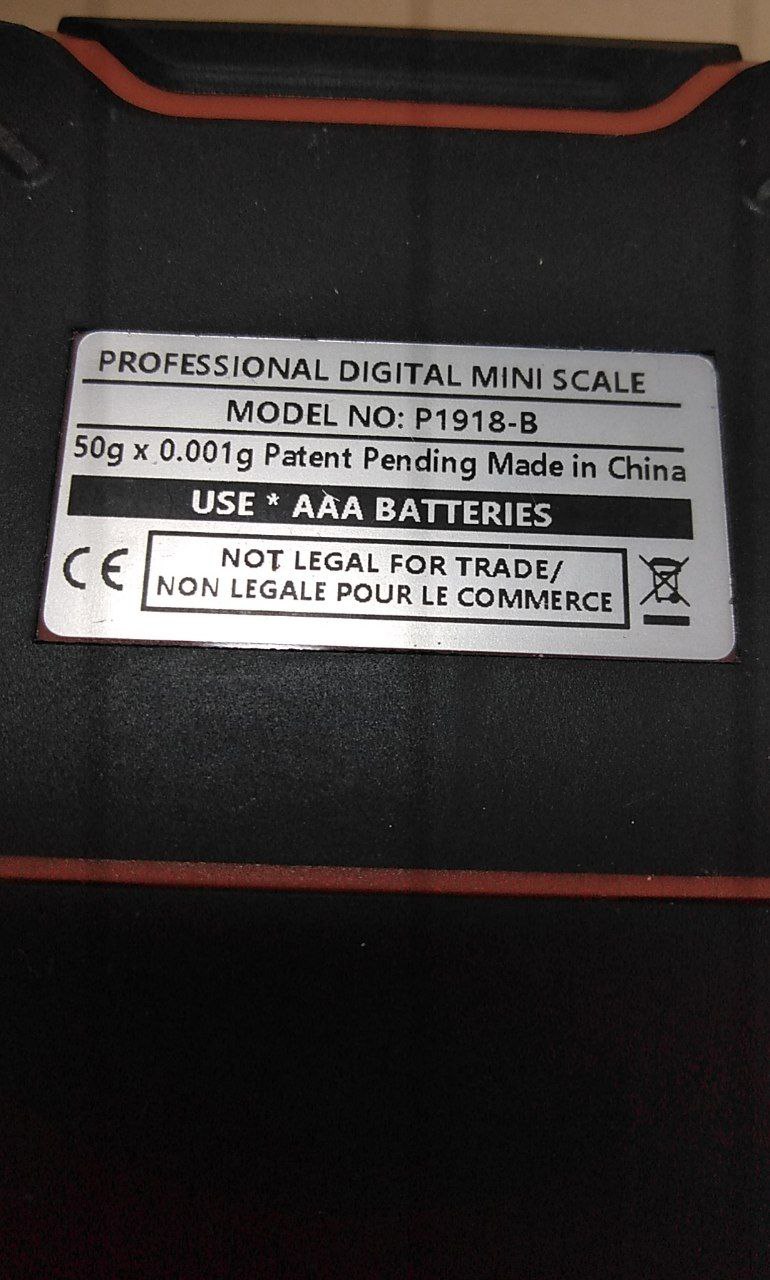 PROFESSIONAL DIGITAL MINI SCALE
MODEL NO: P1918-B
50g x 0.001g Patent Pending Made in China
USE * AAA BATTERIES
CE
NOT LEGAL FOR TRADE/
NON LEGALE POUR LE COMMERCE